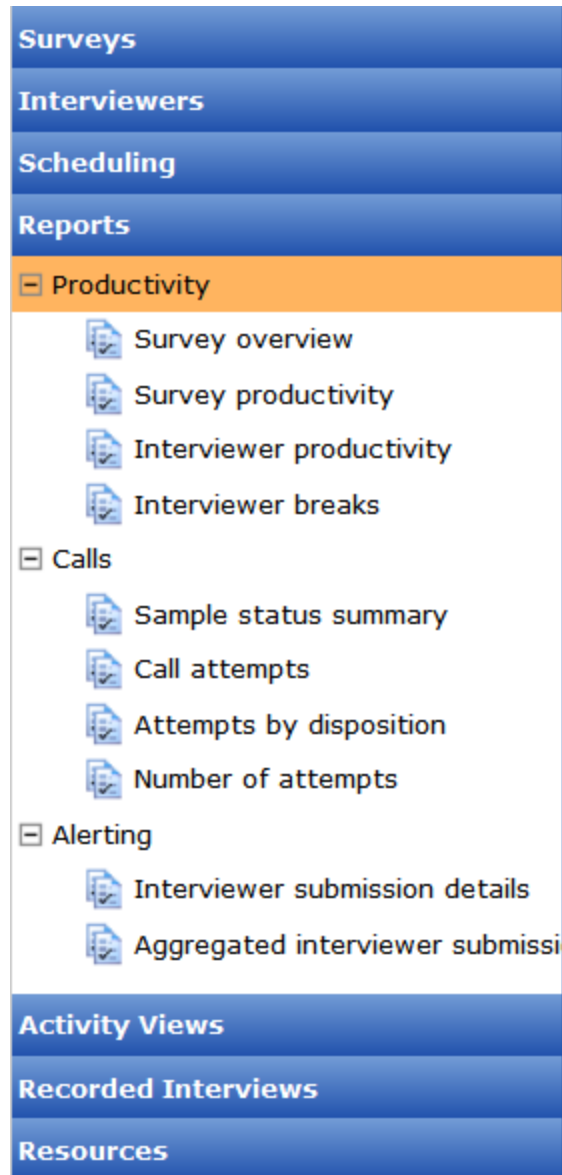 Surveys
Interviewers
Scheduling
Reports
Productivity
Survey overview
Survey productivity
Interviewer productivity
Interviewer breaks
Calls
Sample status summary
Call attempts
Attempts by disposition
Number of attempts
Alerting
Interviewer submission details
Aggregated interviewer submissi
Activity Views
Recorded Interviews
Resources